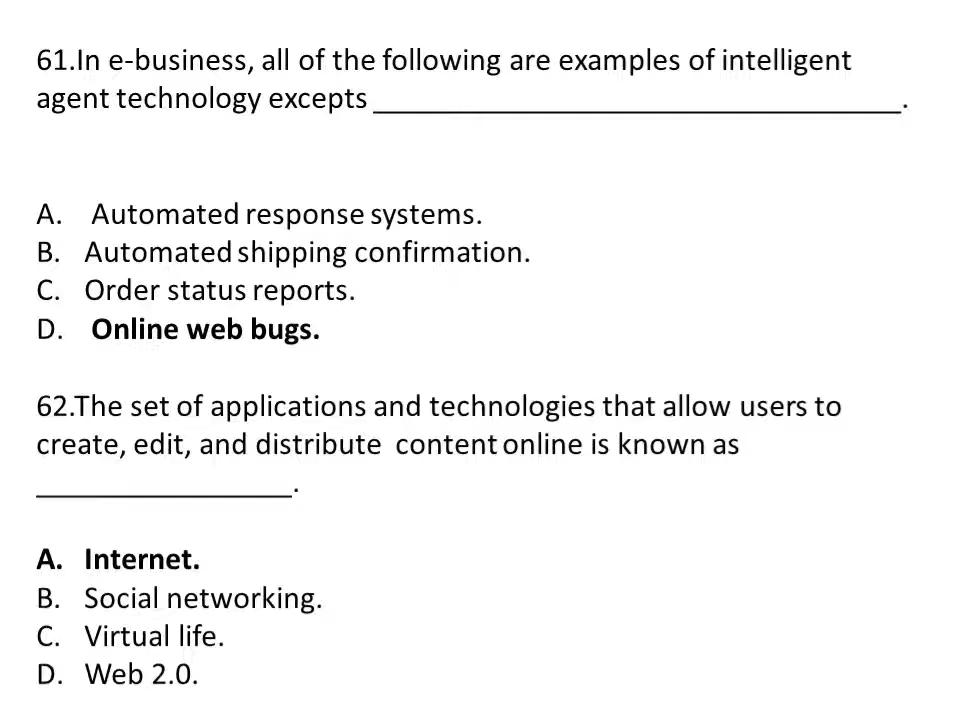 61.In e-business, all of the following are examples of intelligent
agent technology excepts ___________________________________.
A. Automated response systems.
B. Automated shipping confirmation.
C. Order status reports.
D. Online web bugs.
62.The set of applications and technologies that allow users to
create, edit, and distribute content online is known as
_________________.
A. Internet.
B. Social networking.
C. Virtual life.
D. Web 2.0.